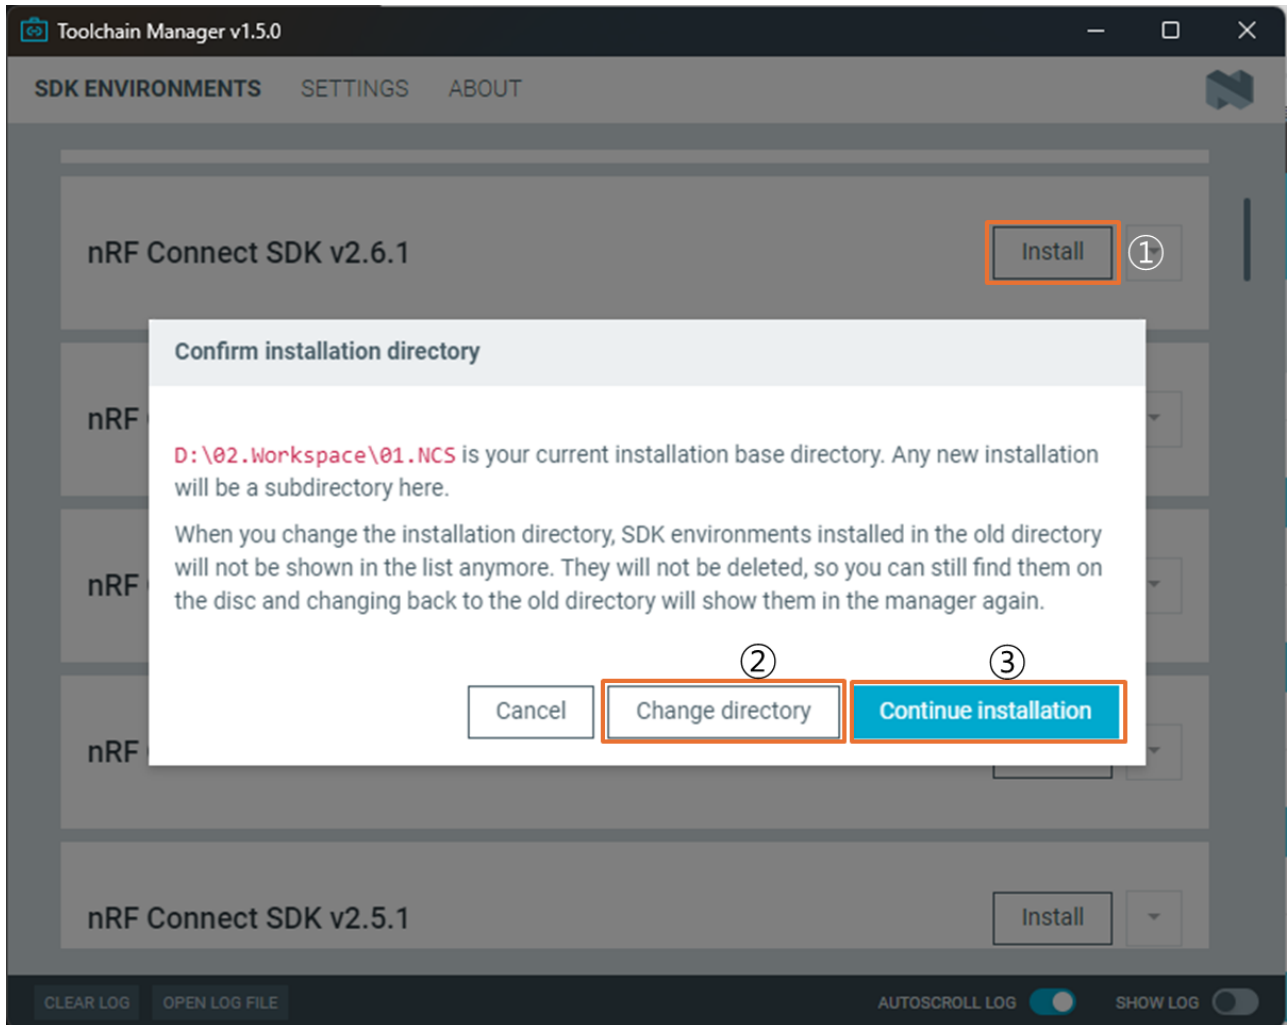 Toolchain Manager v1.5.0
SDK ENVIRONMENTS SETTINGS ABOUT
nRF Connect SDK v2.6.1 Install ①
Confirm installation directory
nRF
D:\02.Workspace\01.NCS is your current installation base directory. Any new installation
will be a subdirectory here.
When you change the installation directory, SDK environments installed in the old directory
will not be shown in the list anymore. They will not be deleted, so you can still find them on
nRF
the disc and changing back to the old directory will show them in the manager again.
② ③
Cancel Change directory Continue installation
nRF
nRF Connect SDK v2.5.1 Install
CLEAR LOG OPEN LOG FILE AUTOSCROLL LOG SHOW LOG